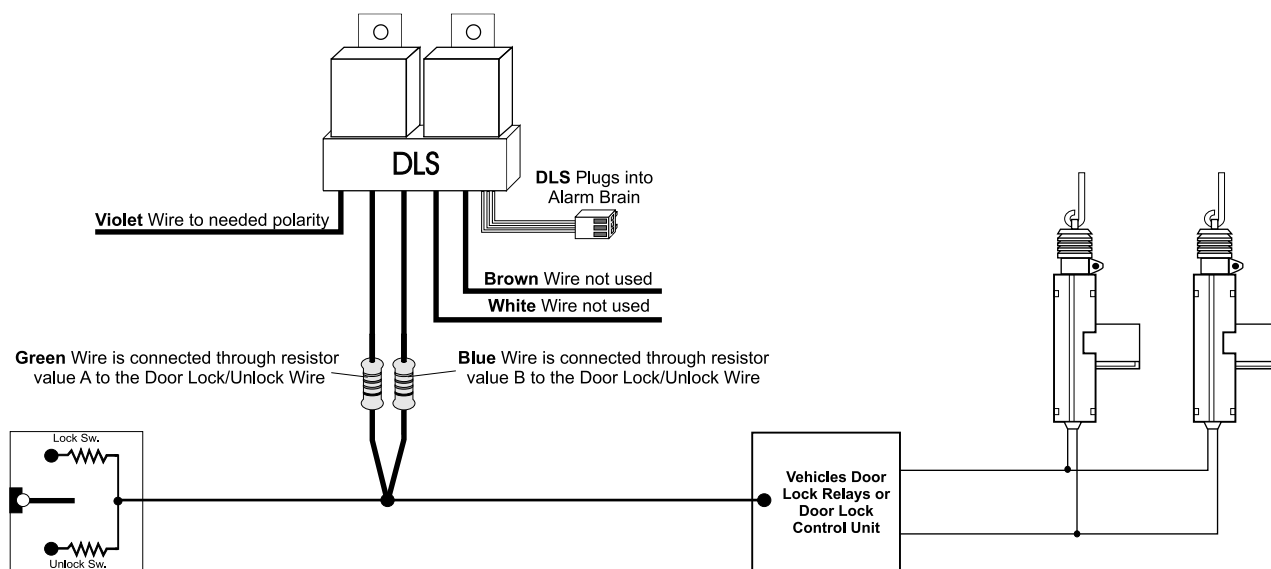 DLS
DLS Plugs into
Alarm Brain
Violet Wire to needed polarity
Brown Wire not used
White Wire not used
Green Wire is connected through resistor
value A to the Door Lock/Unlock Wire
Blue Wire is connected through resistor
value B to the Door Lock/Unlock Wire
Lock Sw.
Unlock Sw.
Vehicles Door
Lock Relays or
Door Lock
Control Unit